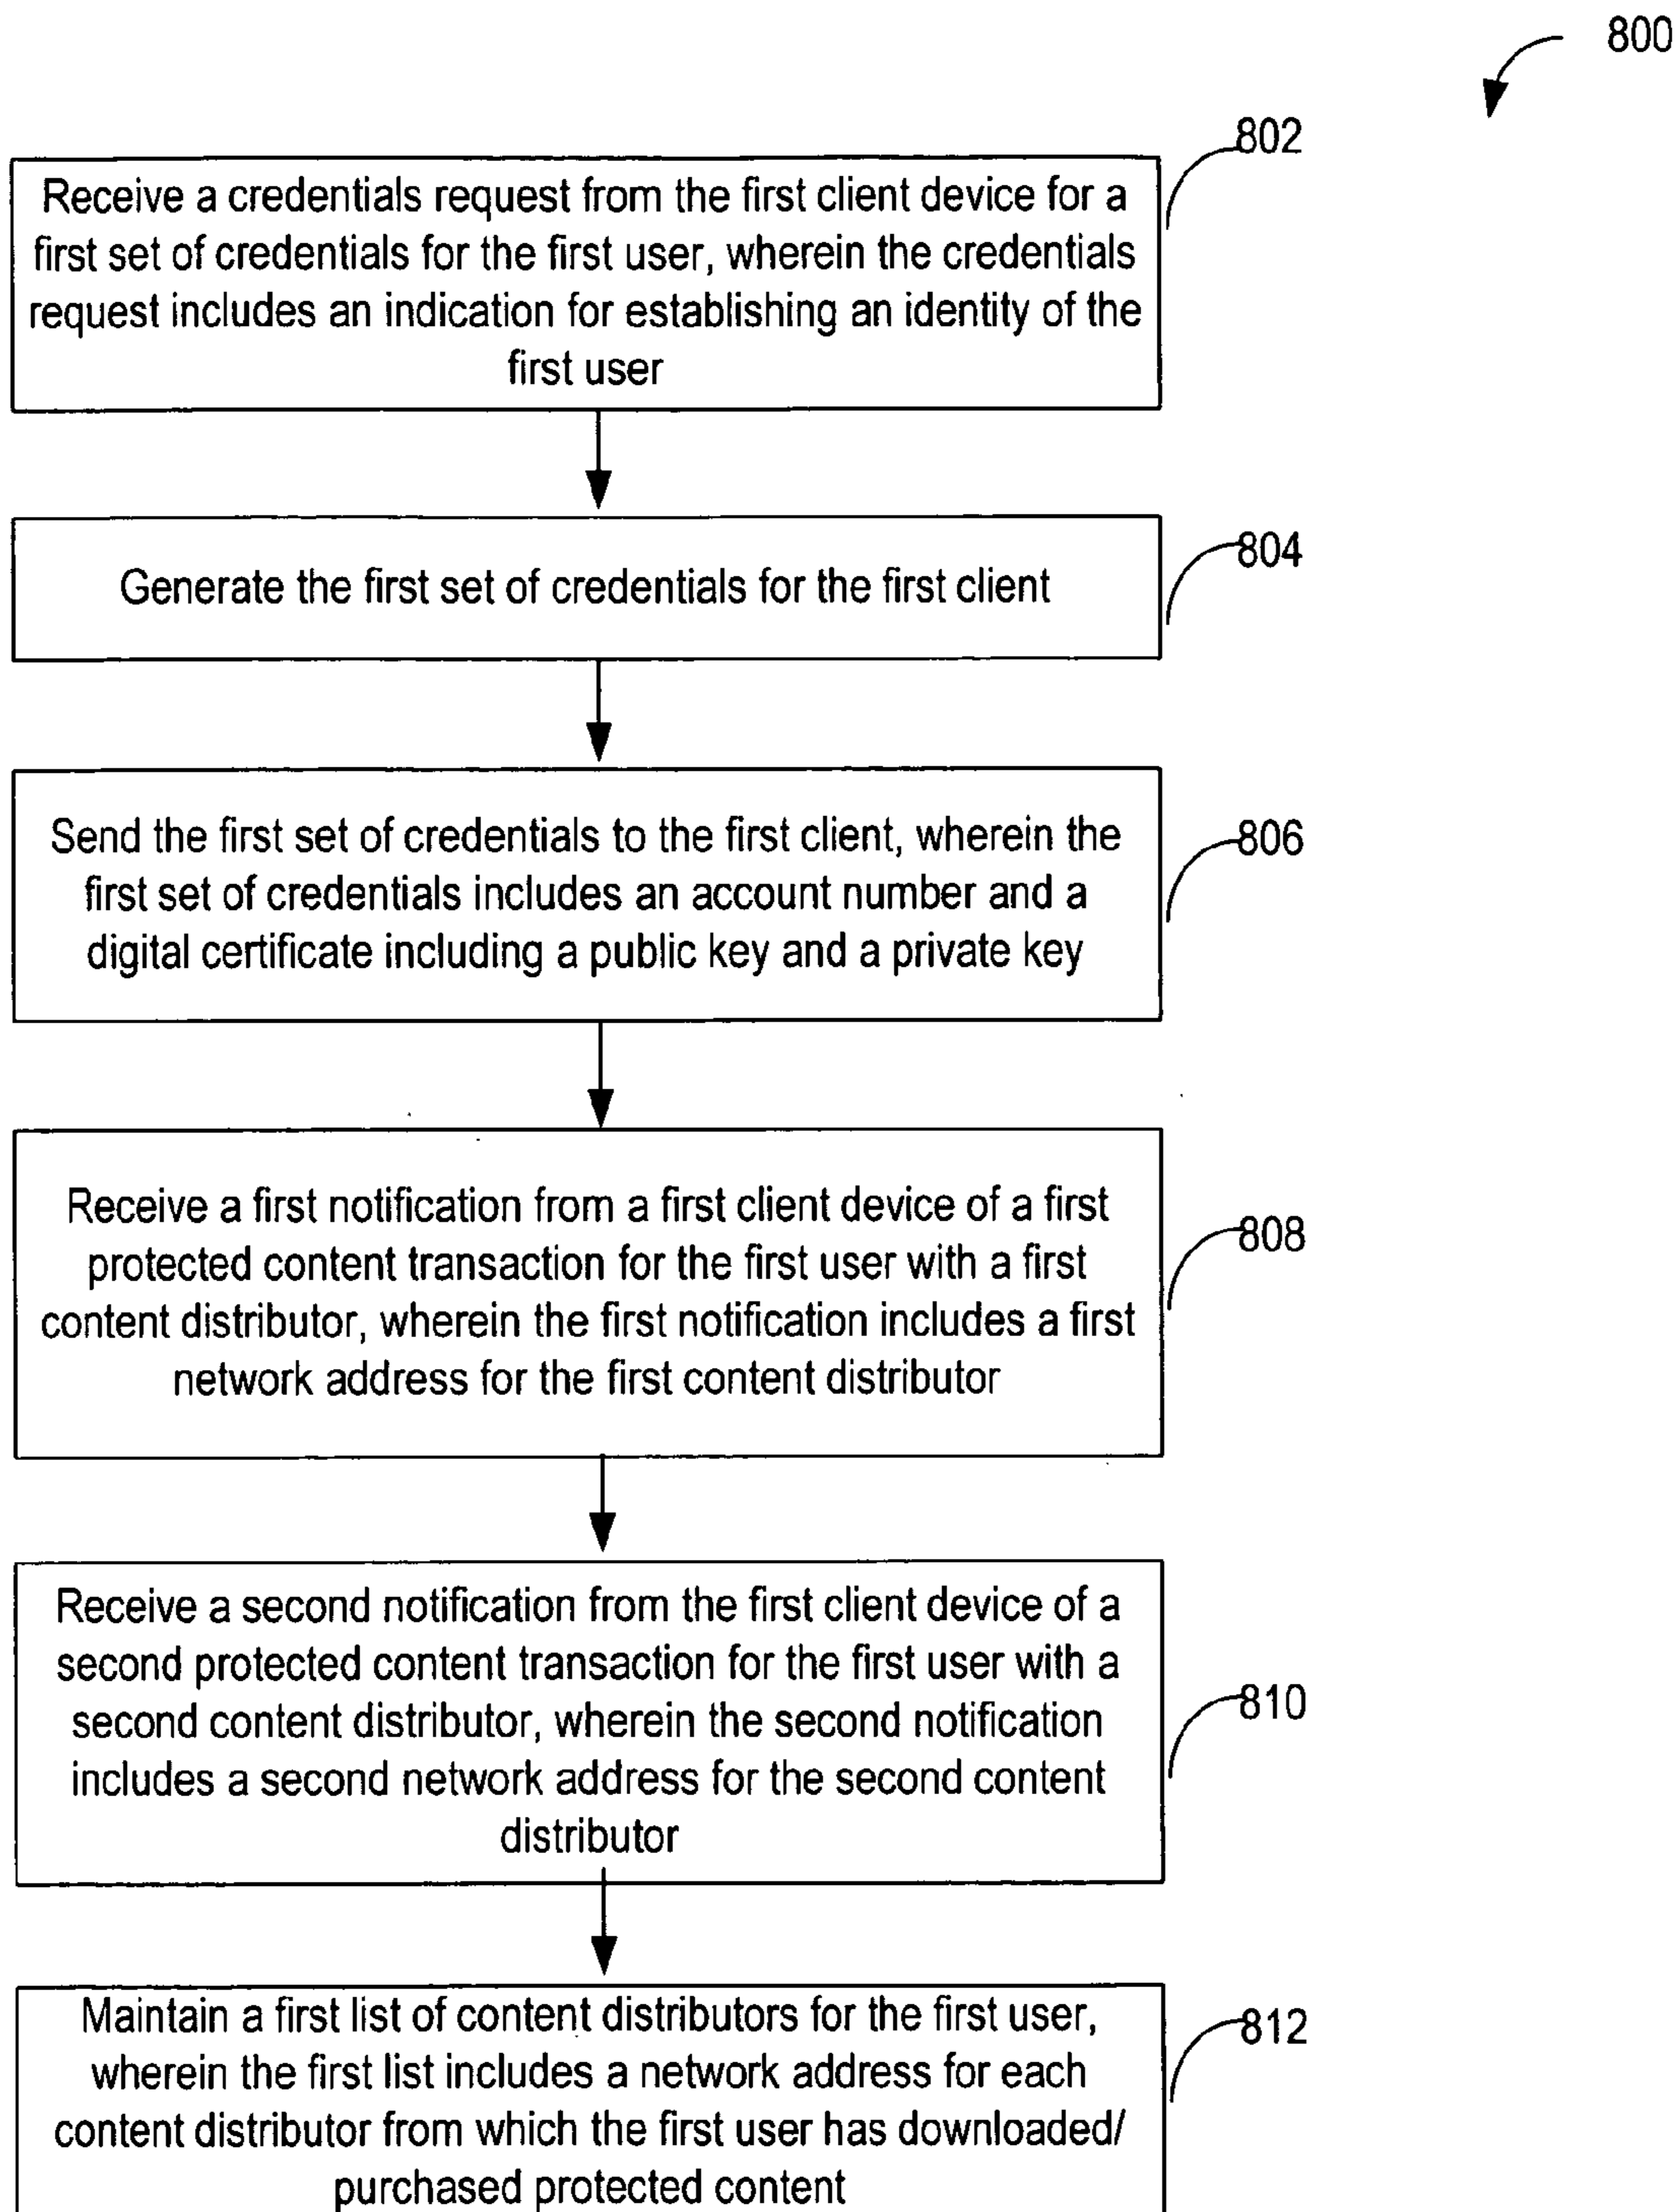 800
802
Receive a credentials request from the first client device for a
first set of credentials for the first user, wherein the credentials
request includes an indication for establishing an identity of the
first user
804
Generate the first set of credentials for the first client
806
Send the first set of credentials to the first client, wherein the
first set of credentials includes an account number and a
digital certificate including a public key and a private key
808
Receive a first notification from a first client device of a first
protected content transaction for the first user with a first
content distributor, wherein the first notification includes a first
network address for the first content distributor
810
Receive a second notification from the first client device of a
second protected content transaction for the first user with a
second content distributor, wherein the second notification
includes a second network address for the second content
distributor
812
Maintain a first list of content distributors for the first user,
wherein the first list includes a network address for each
content distributor from which the first user has downloaded/
purchased protected content